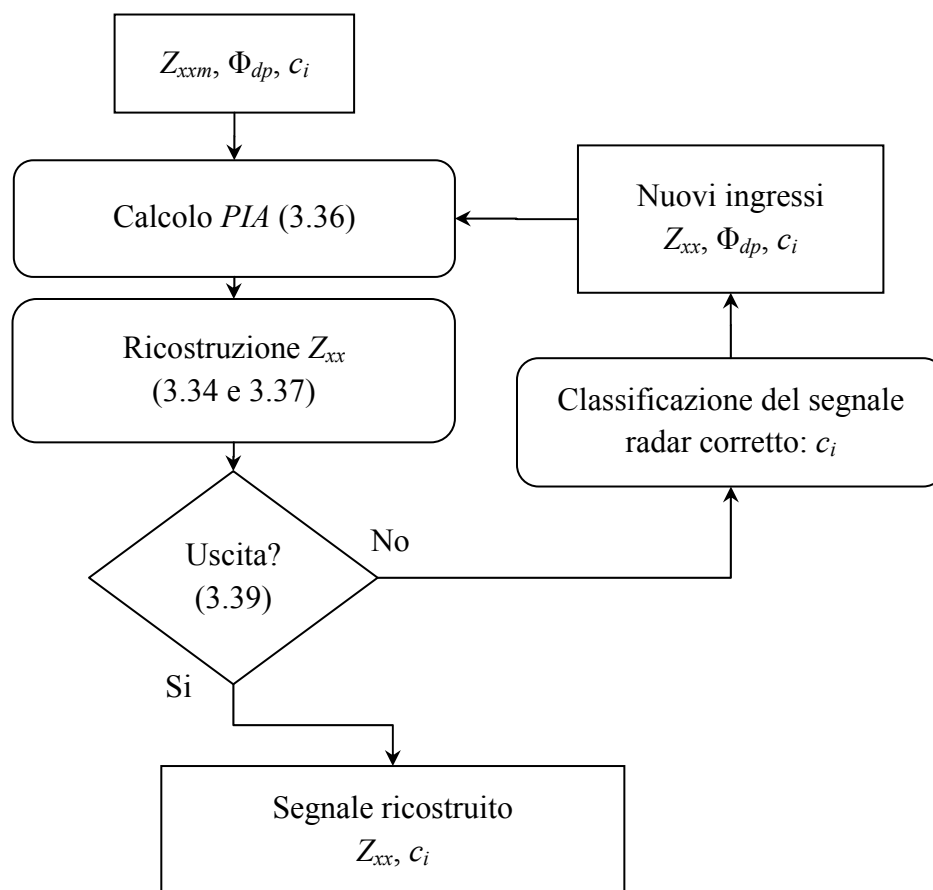 Z_xxm, Φ_dp, c_i
Calcolo PIA (3.36)
Nuovi ingressi
Z_xx, Φ_dp, c_i
Ricostruzione Z_xx
(3.34 e 3.37)
Classificazione del segnale
radar corretto: c_i
Uscita?
(3.39)
No
Si
Segnale ricostruito
Z_xx, c_i